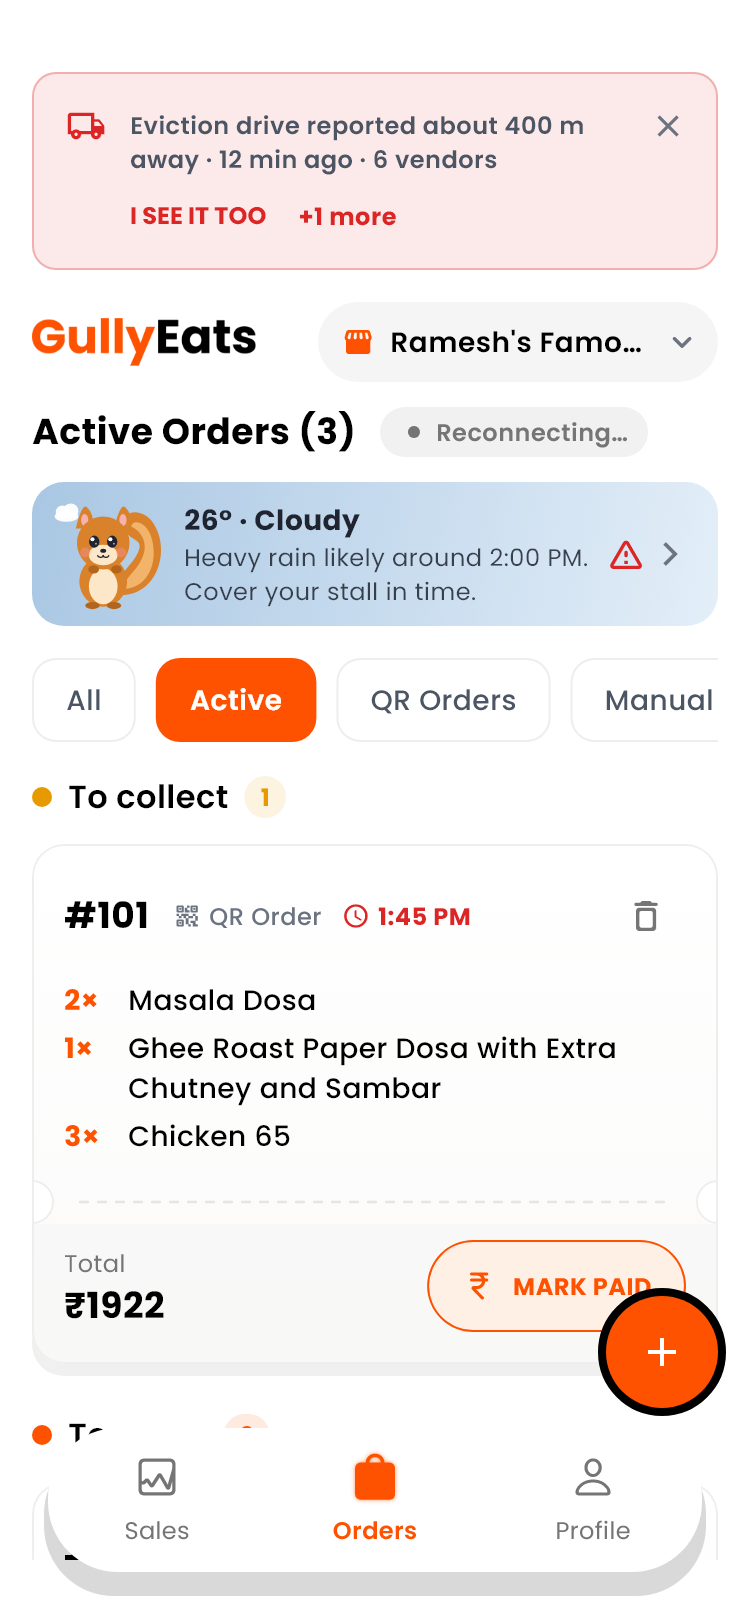 Eviction drive reported about 400 m
away · 12 min ago · 6 vendors
I SEE IT TOO +1 more
GullyEats
Ramesh's Famo...
Active Orders (3)
Reconnecting...
26° · Cloudy
Heavy rain likely around 2:00 PM.
Cover your stall in time.
All
Active
QR Orders
Manual
To collect 1
#101 QR Order 1:45 PM
2× Masala Dosa
1× Ghee Roast Paper Dosa with Extra
Chutney and Sambar
3× Chicken 65
Total
₹1922
₹ MARK PAID
Sales
Orders
Profile